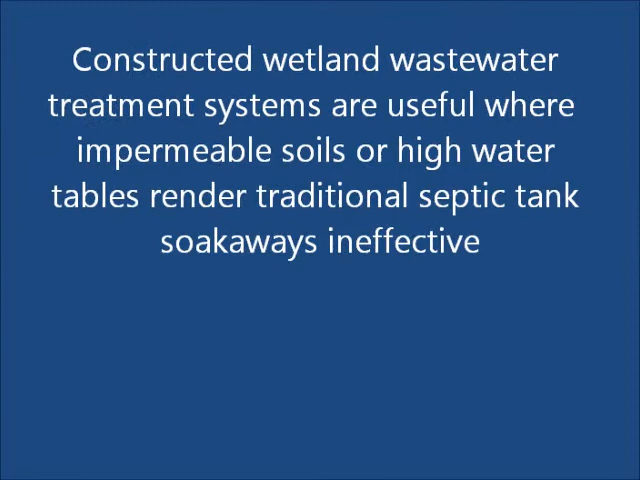 Constructed wetland wastewater
treatment systems are useful where
impermeable soils or high water
tables render traditional septic tank
soakaways ineffective